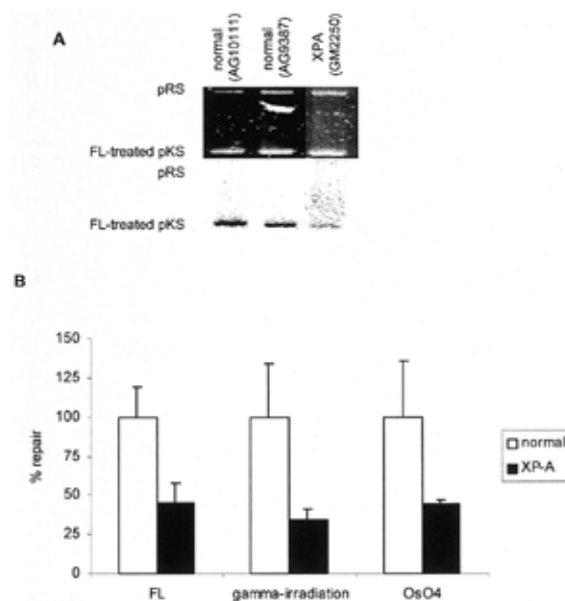 A
normal
(AG10111)
normal
(AG9387)
XPA
(GM2250)
pRS
FL-treated pKS
pRS
FL-treated pKS
B
150
125
100
75
50
25
0
% repair
normal
XP-A
FL
gamma-irradiation
OsO4